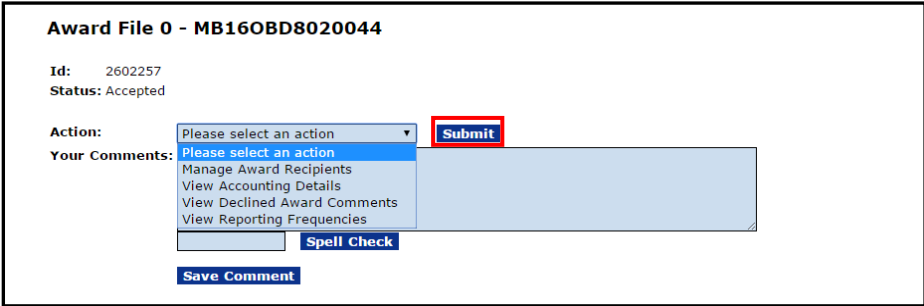 Award File 0 - MB16OBD8020044
Id: 2602257
Status: Accepted
Action: Please select an action Submit
Your Comments: Please select an action
Manage Award Recipients
View Accounting Details
View Declined Award Comments
View Reporting Frequencies
Spell Check
Save Comment